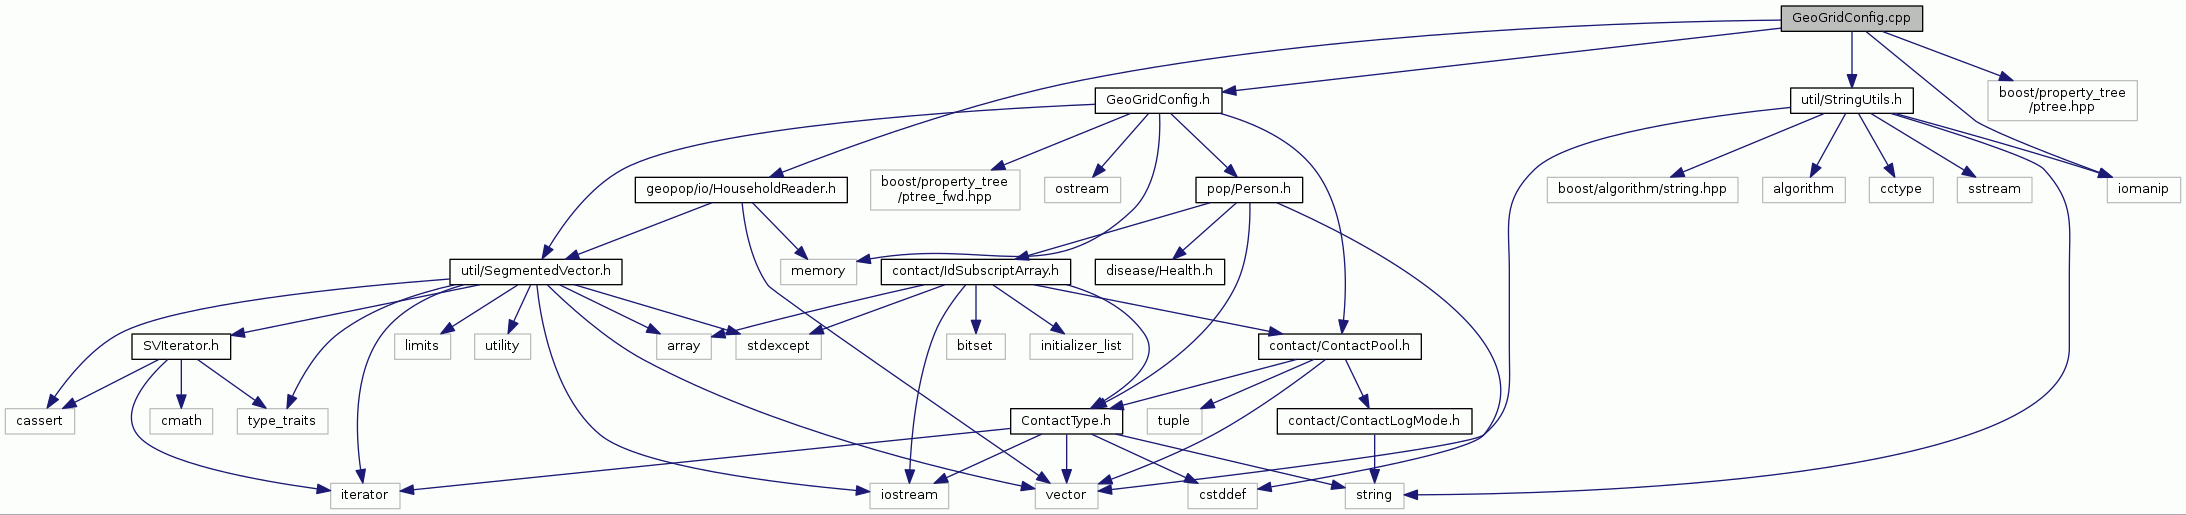 GeoGridConfig.cpp
GeoGridConfig.h
util/StringUtils.h
boost/property_tree
/ptree.hpp
geopop/io/HouseholdReader.h
boost/property_tree
/ptree_fwd.hpp
ostream
pop/Person.h
boost/algorithm/string.hpp
algorithm
cctype
sstream
iomanip
util/SegmentedVector.h
memory
contact/IdSubscriptArray.h
disease/Health.h
SVIterator.h
limits
utility
array
stdexcept
bitset
initializer_list
contact/ContactPool.h
cassert
cmath
type_traits
ContactType.h
tuple
contact/ContactLogMode.h
iterator
iostream
vector
cstddef
string